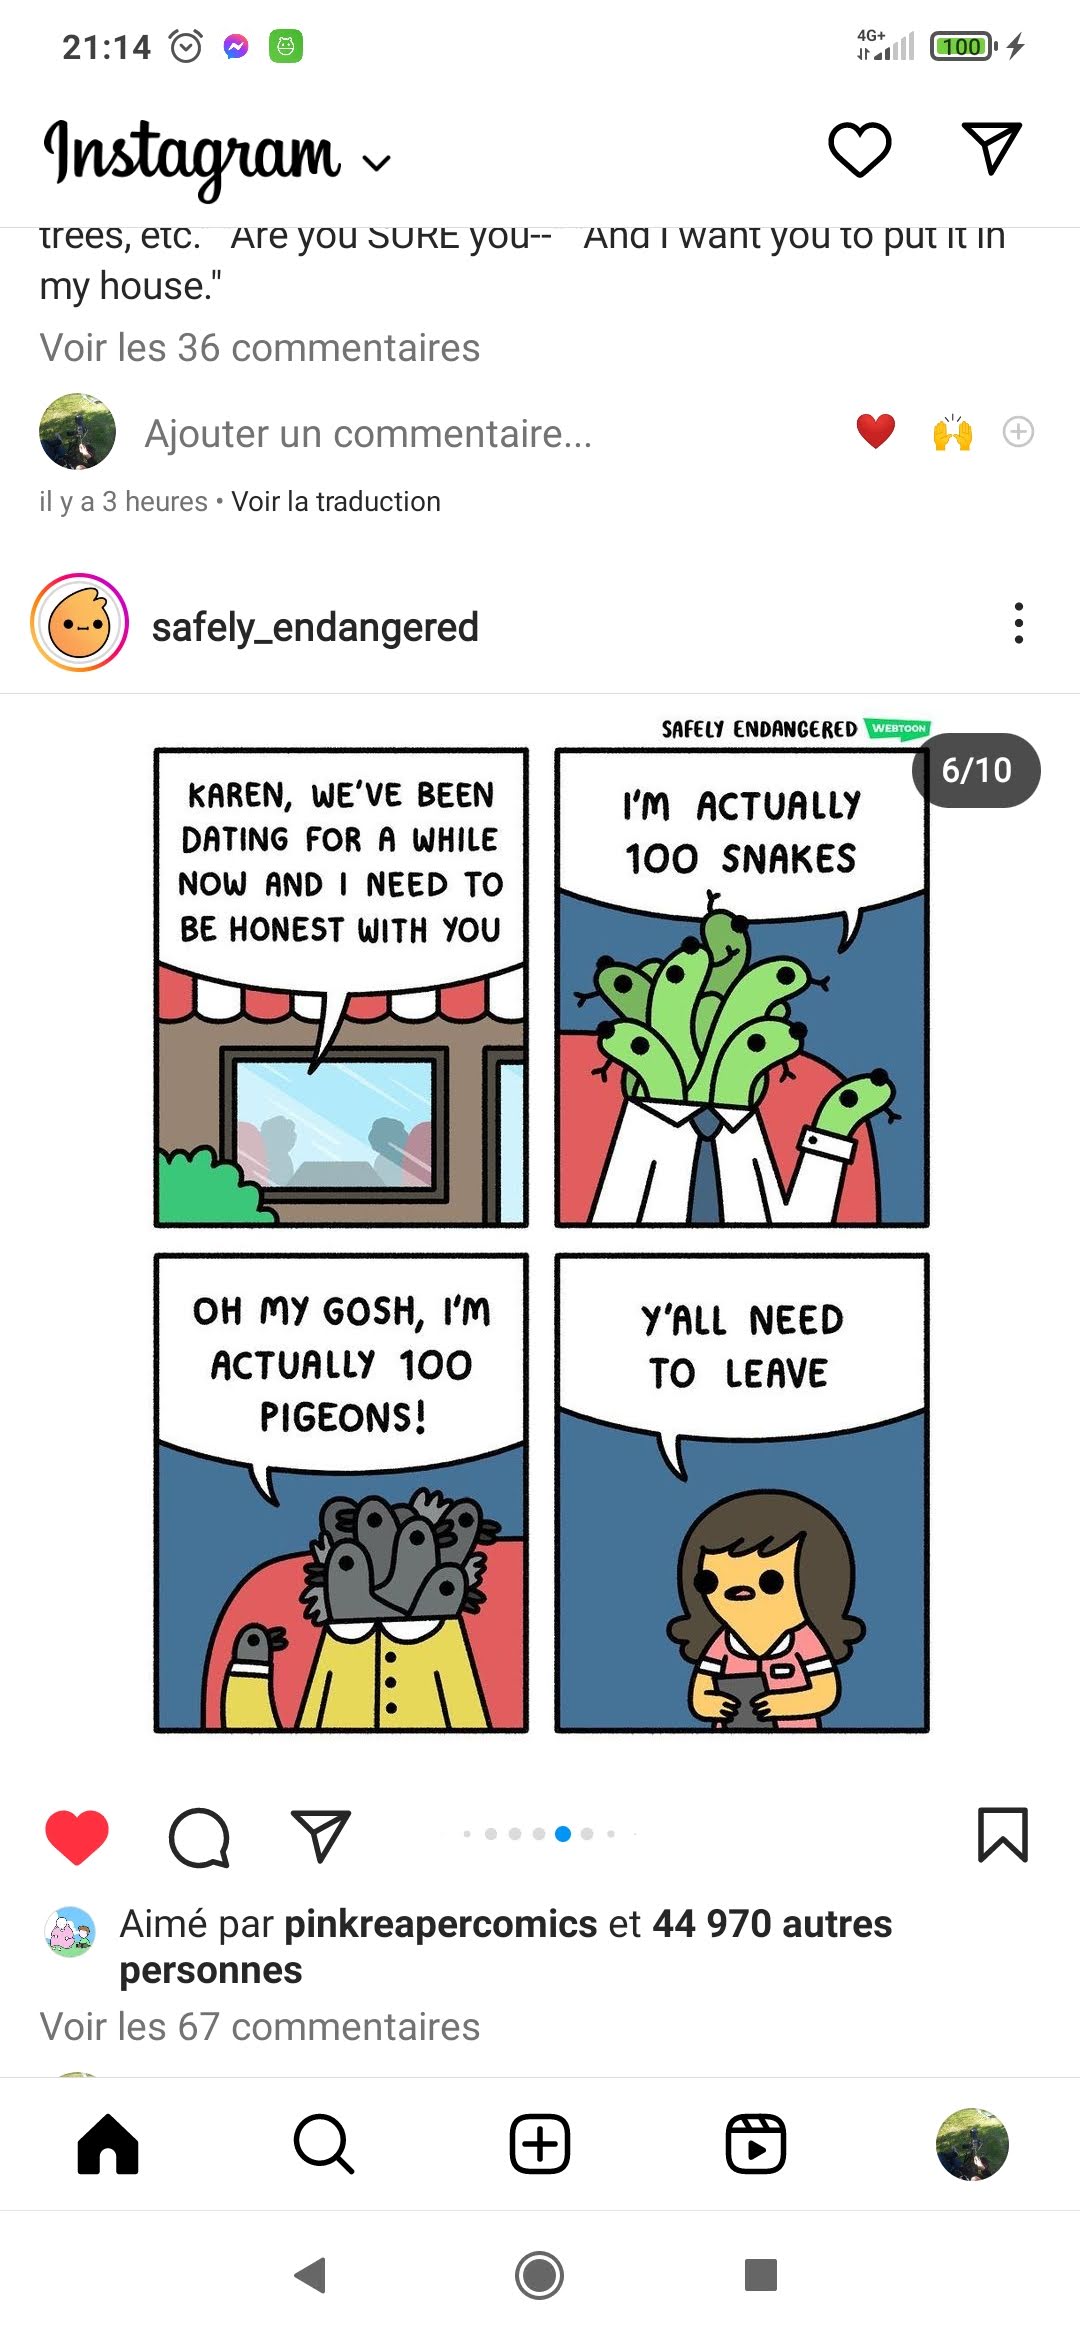 21:14
4G+
100
Instagram
trees, etc." "Are you SURE you--" "And I want you to put it in
my house."
Voir les 36 commentaires
Ajouter un commentaire...
il y a 3 heures • Voir la traduction
safely_endangered
SAFELY ENDANGERED WEBTOON
6/10
KAREN, WE'VE BEEN
DATING FOR A WHILE
NOW AND I NEED TO
BE HONEST WITH YOU
I'M ACTUALLY
100 SNAKES
OH MY GOSH, I'M
ACTUALLY 100
PIGEONS!
Y'ALL NEED
TO LEAVE
Aimé par pinkreapercomics et 44 970 autres
personnes
Voir les 67 commentaires